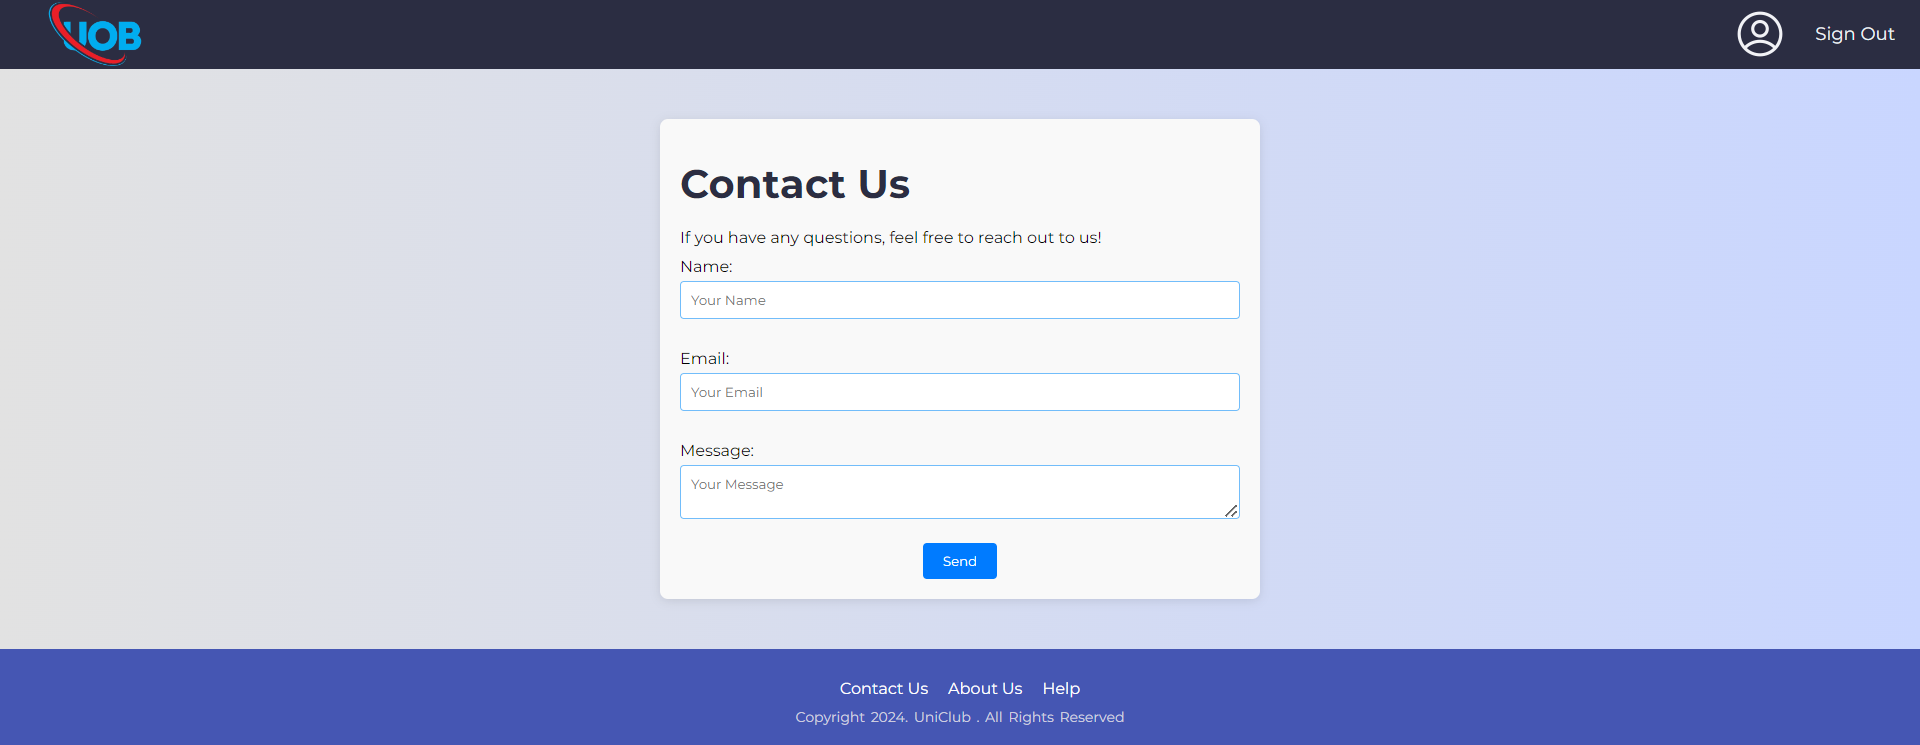 UOB
Sign Out
Contact Us
If you have any questions, feel free to reach out to us!
Name:
Your Name
Email:
Your Email
Message:
Your Message
Send
Contact Us About Us Help
Copyright 2024. UniClub . All Rights Reserved